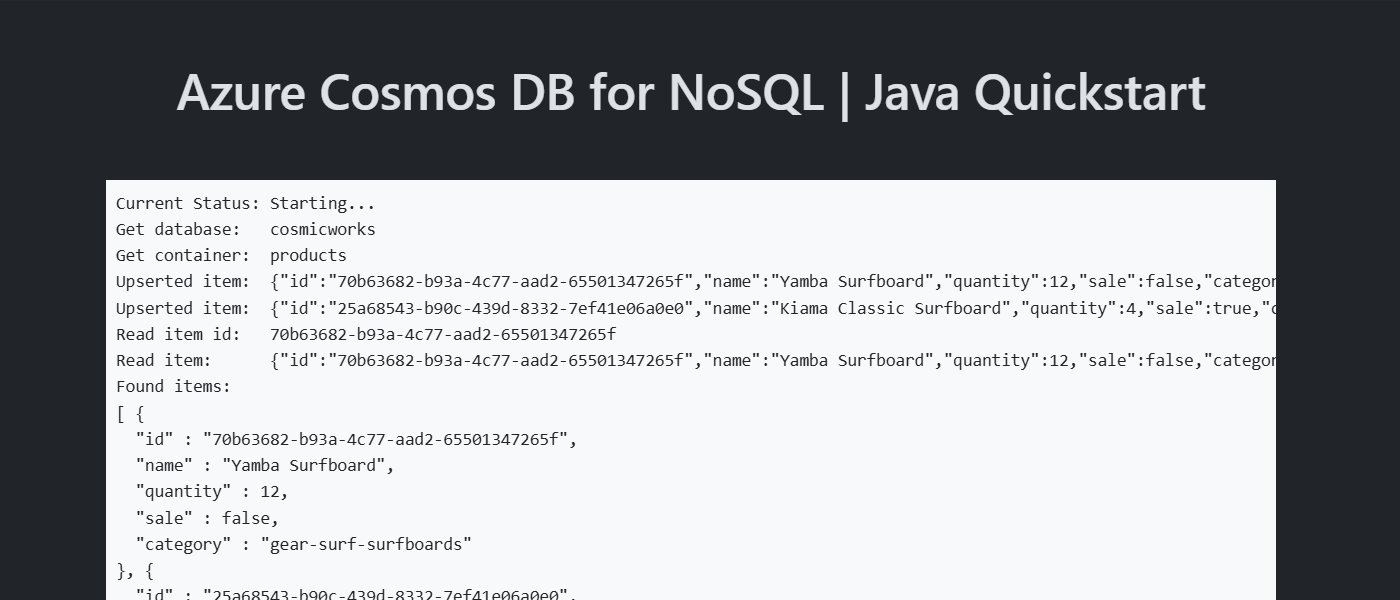 Azure Cosmos DB for NoSQL | Java Quickstart
Current Status: Starting...
Get database:   cosmicworks
Get container:  products
Upserted item:  {"id":"70b63682-b93a-4c77-aad2-65501347265f","name":"Yamba Surfboard","quantity":12,"sale":false,"categor
Upserted item:  {"id":"25a68543-b90c-439d-8332-7ef41e06a0e0","name":"Kiama Classic Surfboard","quantity":4,"sale":true,"c
Read item id:   70b63682-b93a-4c77-aad2-65501347265f
Read item:      {"id":"70b63682-b93a-4c77-aad2-65501347265f","name":"Yamba Surfboard","quantity":12,"sale":false,"categor
Found items:
[ {
  "id" : "70b63682-b93a-4c77-aad2-65501347265f",
  "name" : "Yamba Surfboard",
  "quantity" : 12,
  "sale" : false,
  "category" : "gear-surf-surfboards"
}, {
  "id" : "25a68543-b90c-439d-8332-7ef41e06a0e0",